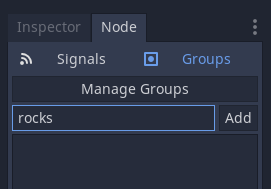 Inspector Node
Signals Groups
Manage Groups
rocks Add